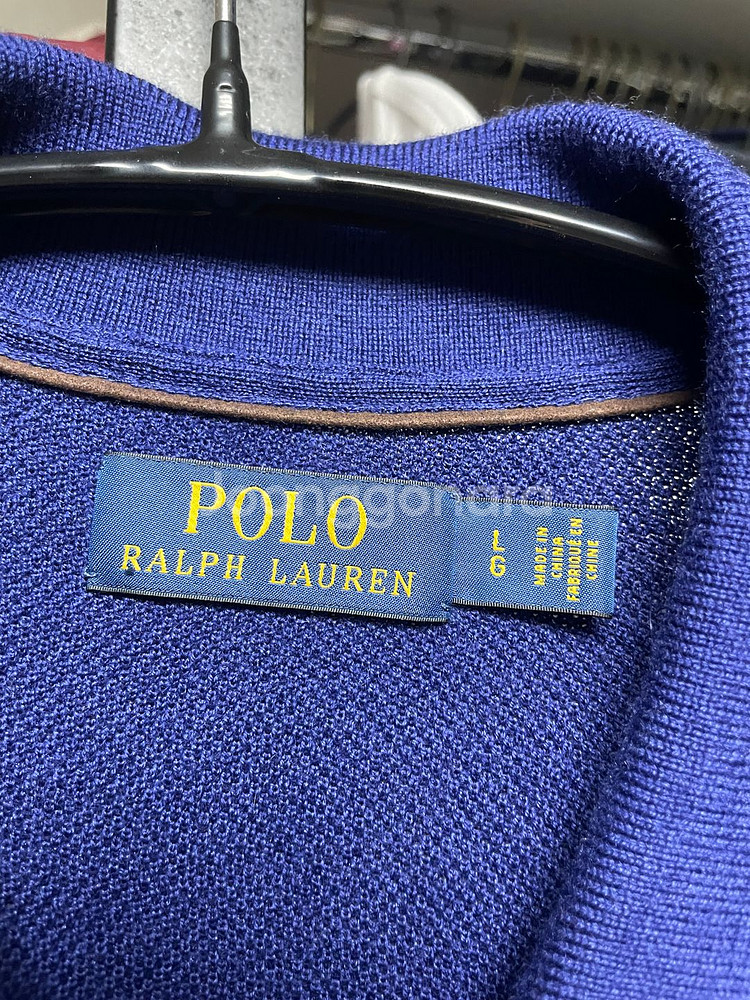 POLO
RALPH LAUREN
L
G
MADE IN
CHINA
FABRIQUÉ EN
CHINE